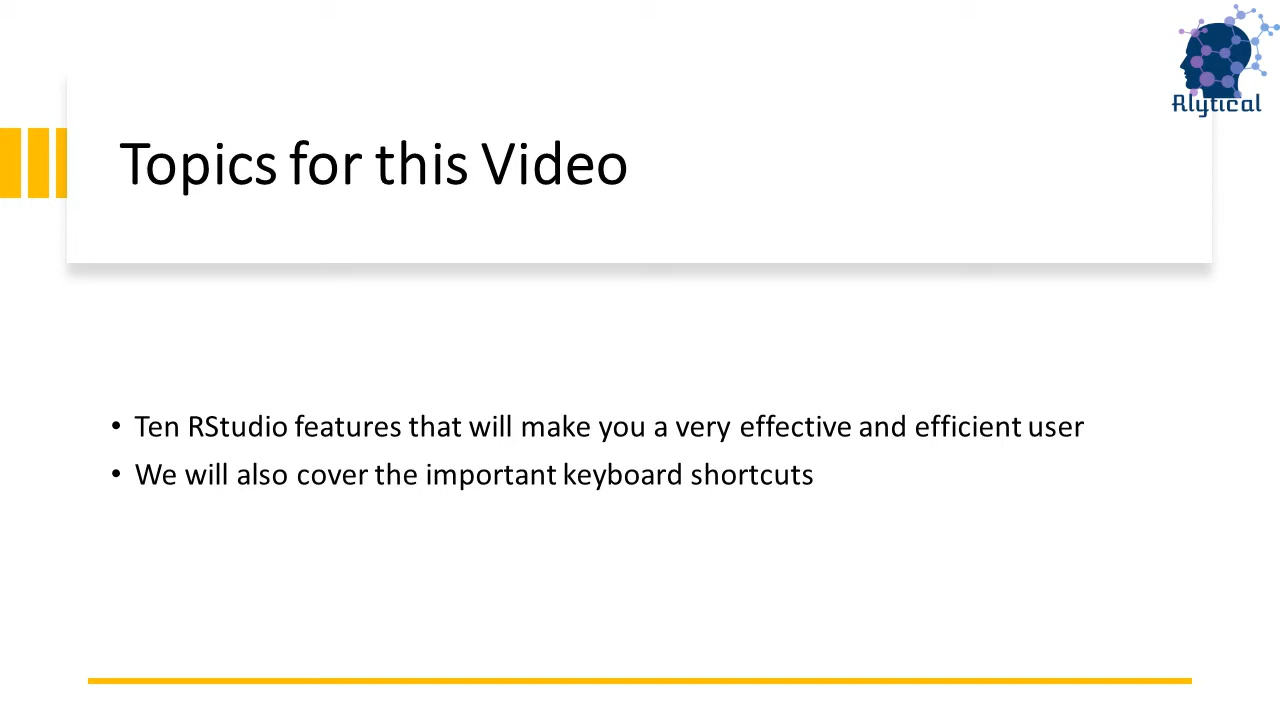 Rlytical
Topics for this Video
• Ten RStudio features that will make you a very effective and efficient user
• We will also cover the important keyboard shortcuts